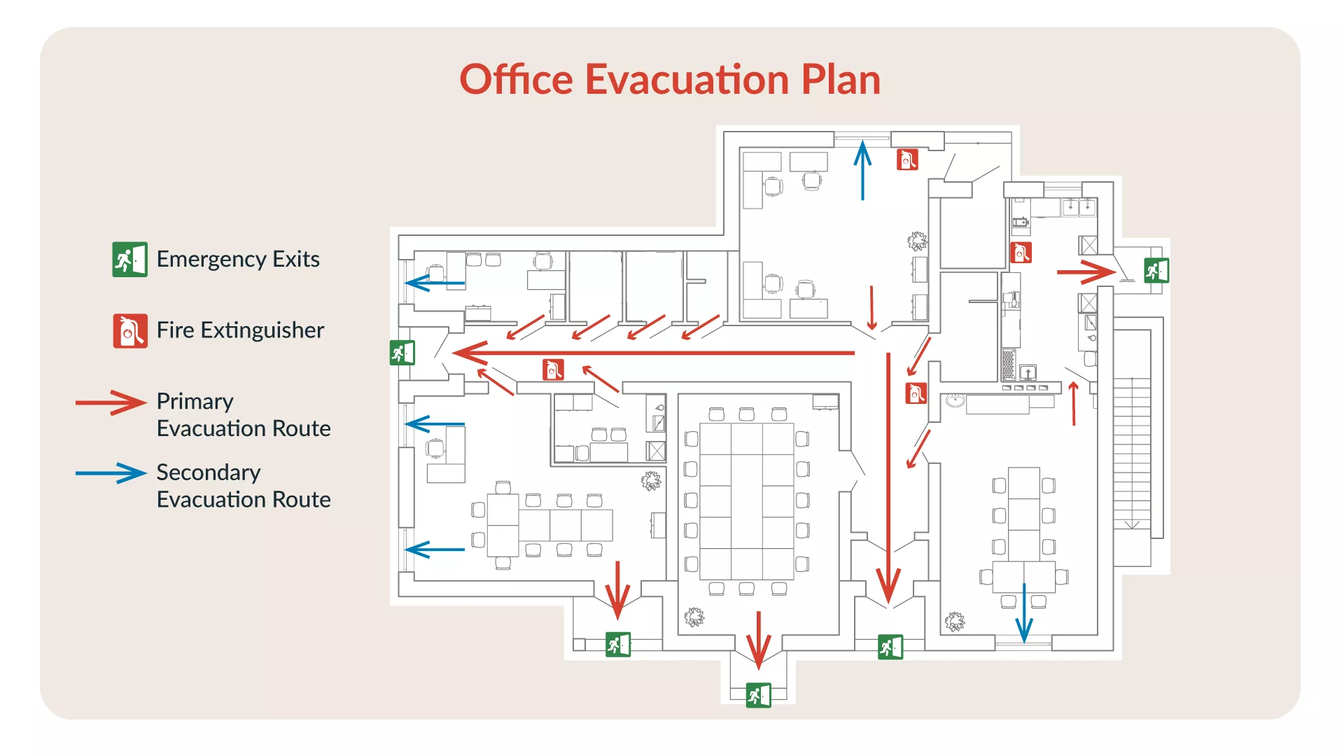 Office Evacuation Plan
Emergency Exits
Fire Extinguisher
Primary
Evacuation Route
Secondary
Evacuation Route